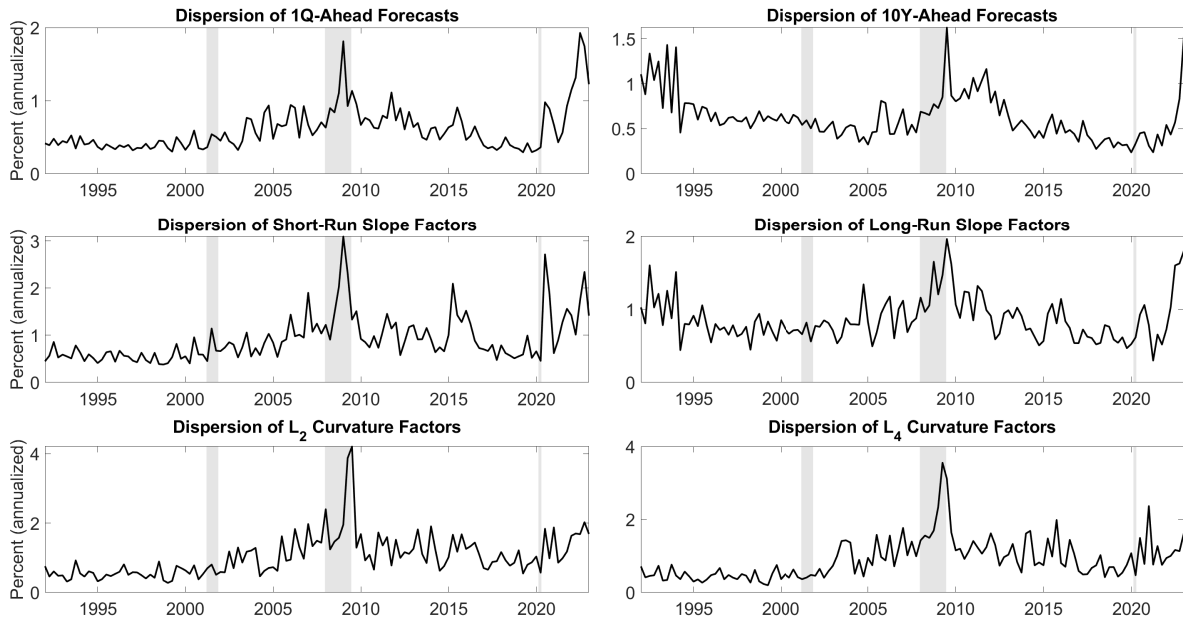 Dispersion of 1Q-Ahead Forecasts
Percent (annualized)
2
1
0
1995 2000 2005 2010 2015 2020
Dispersion of 10Y-Ahead Forecasts
1.5
1
0.5
0
1995 2000 2005 2010 2015 2020
Dispersion of Short-Run Slope Factors
Percent (annualized)
3
2
1
0
1995 2000 2005 2010 2015 2020
Dispersion of Long-Run Slope Factors
2
1
0
1995 2000 2005 2010 2015 2020
Dispersion of L2 Curvature Factors
Percent (annualized)
4
2
0
1995 2000 2005 2010 2015 2020
Dispersion of L4 Curvature Factors
4
2
0
1995 2000 2005 2010 2015 2020